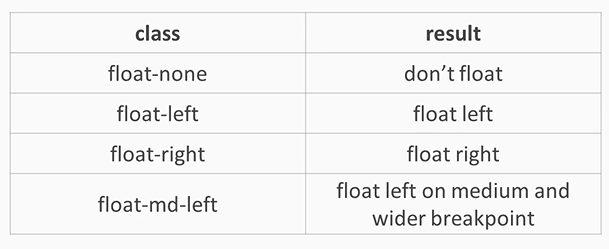 class result
float-none don’t float
float-left float left
float-right float right
float-md-left float left on medium and
wider breakpoint